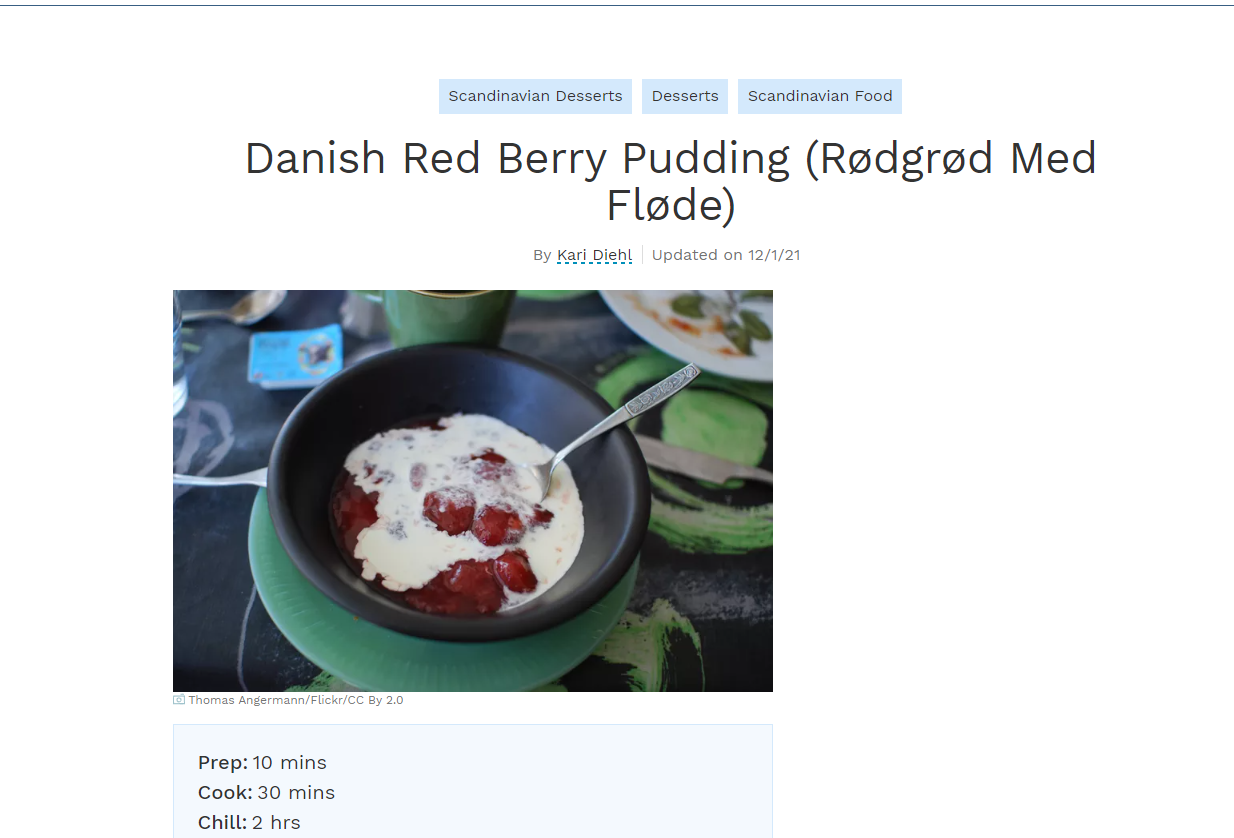 Scandinavian Desserts
Desserts
Scandinavian Food
Danish Red Berry Pudding (Rødgrød Med
Fløde)
By Kari Diehl
Updated on 12/1/21
Thomas Angermann/Flickr/CC By 2.0
Prep: 10 mins
Cook: 30 mins
Chill: 2 hrs